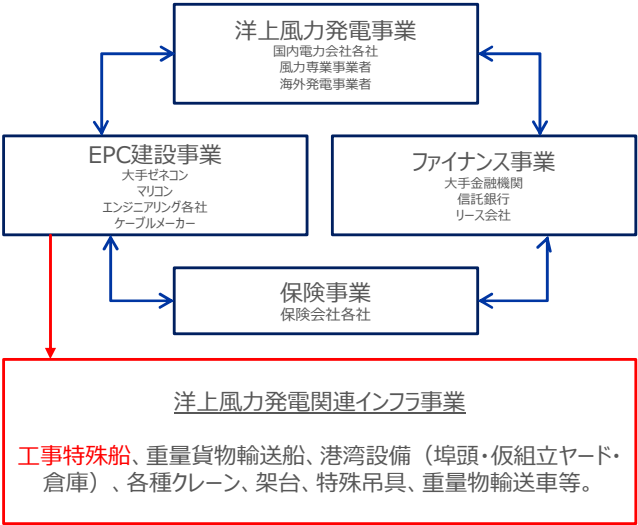 洋上風力発電事業
国内電力会社各社
風力専業事業者
海外発電事業者
EPC建設事業
大手ゼネコン
マリコン
エンジニアリング各社
ケーブルメーカー
ファイナンス事業
大手金融機関
信託銀行
リース会社
保険事業
保険会社各社
洋上風力発電関連インフラ事業
工事特殊船、重量貨物輸送船、港湾設備（埠頭・仮組立ヤード・
倉庫）、各種クレーン、架台、特殊吊具、重量物輸送車等。